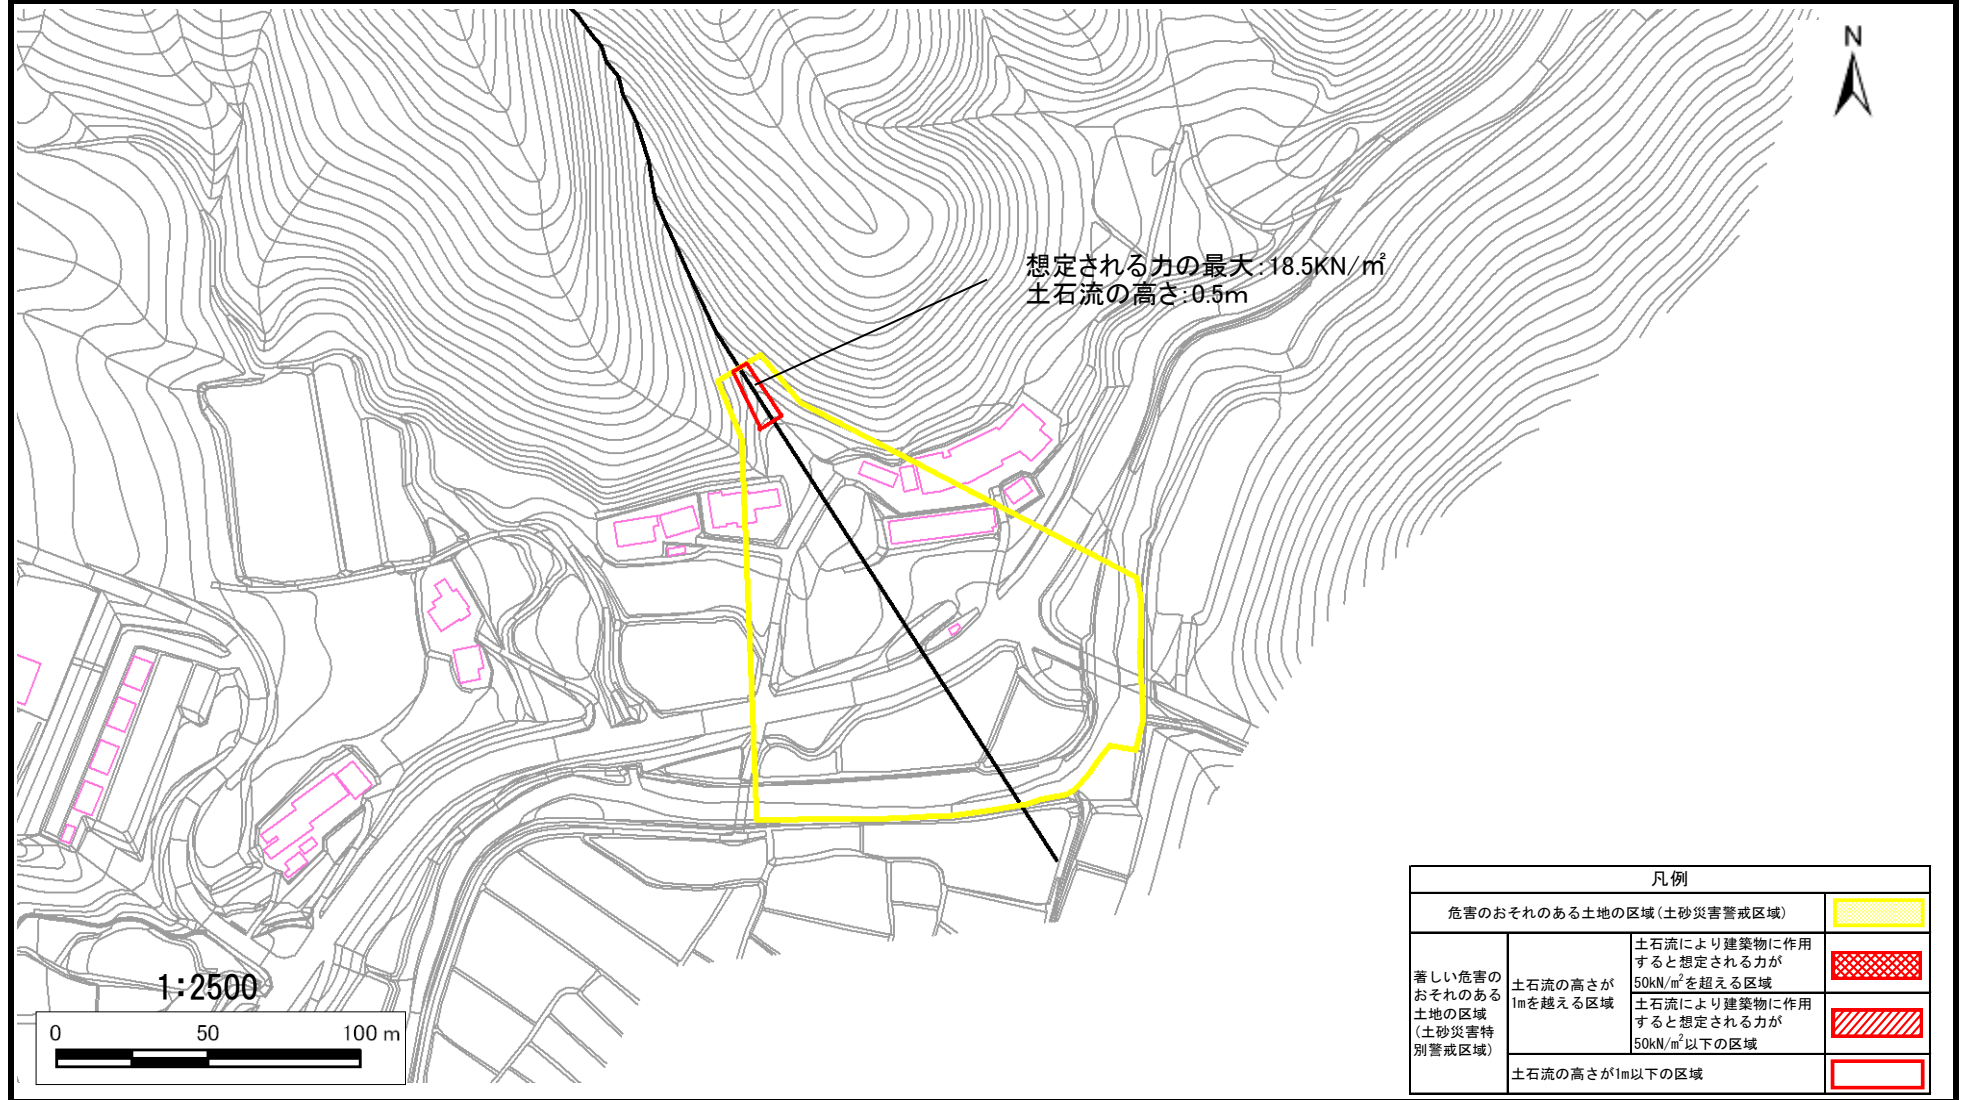 N
想定される力の最大:18.5KN/㎡
土石流の高さ:0.5m
1:2500
0 50 100 m
凡例
危害のおそれのある土地の区域(土砂災害警戒区域)
著しい危害の
おそれのある
土地の区域
(土砂災害特
別警戒区域)
土石流の高さが
1mを越える区域
土石流により建築物に作用
すると想定される力が
50kN/㎡を超える区域
土石流により建築物に作用
すると想定される力が
50kN/㎡以下の区域
土石流の高さが1m以下の区域